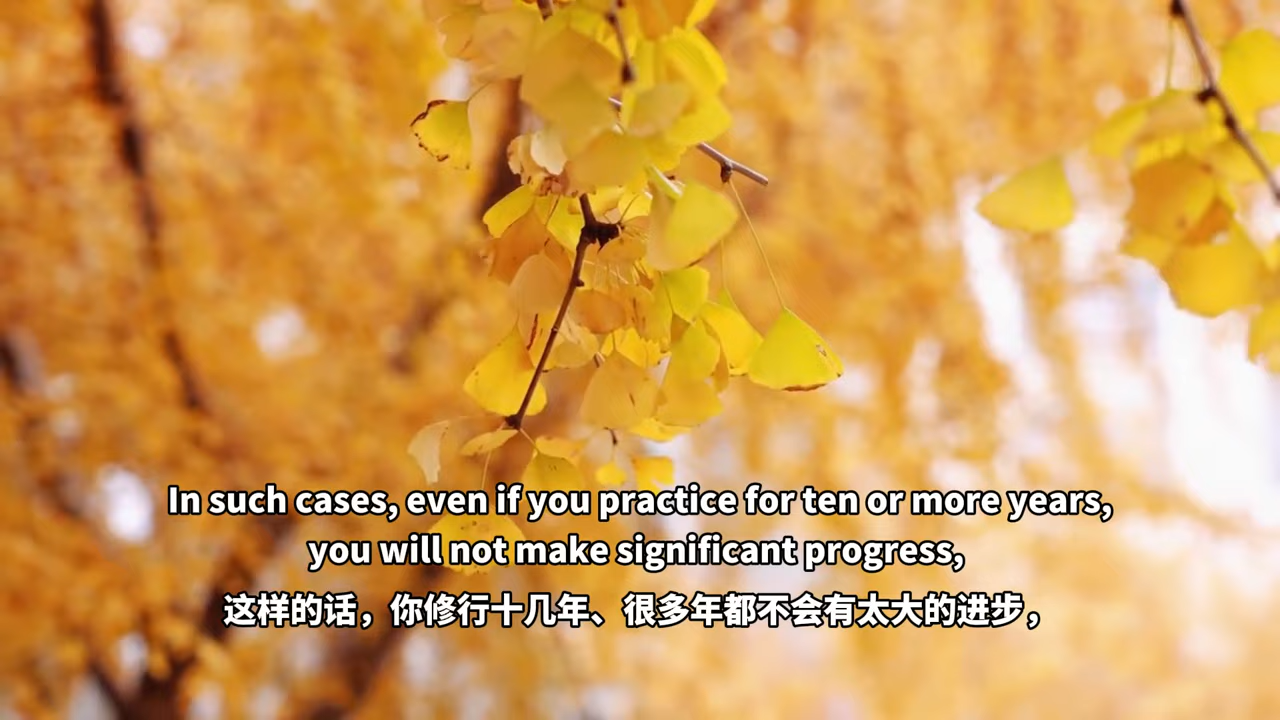 In such cases, even if you practice for ten or more years,
you will not make significant progress,
这样的话，你修行十几年、很多年都不会有太大的进步，